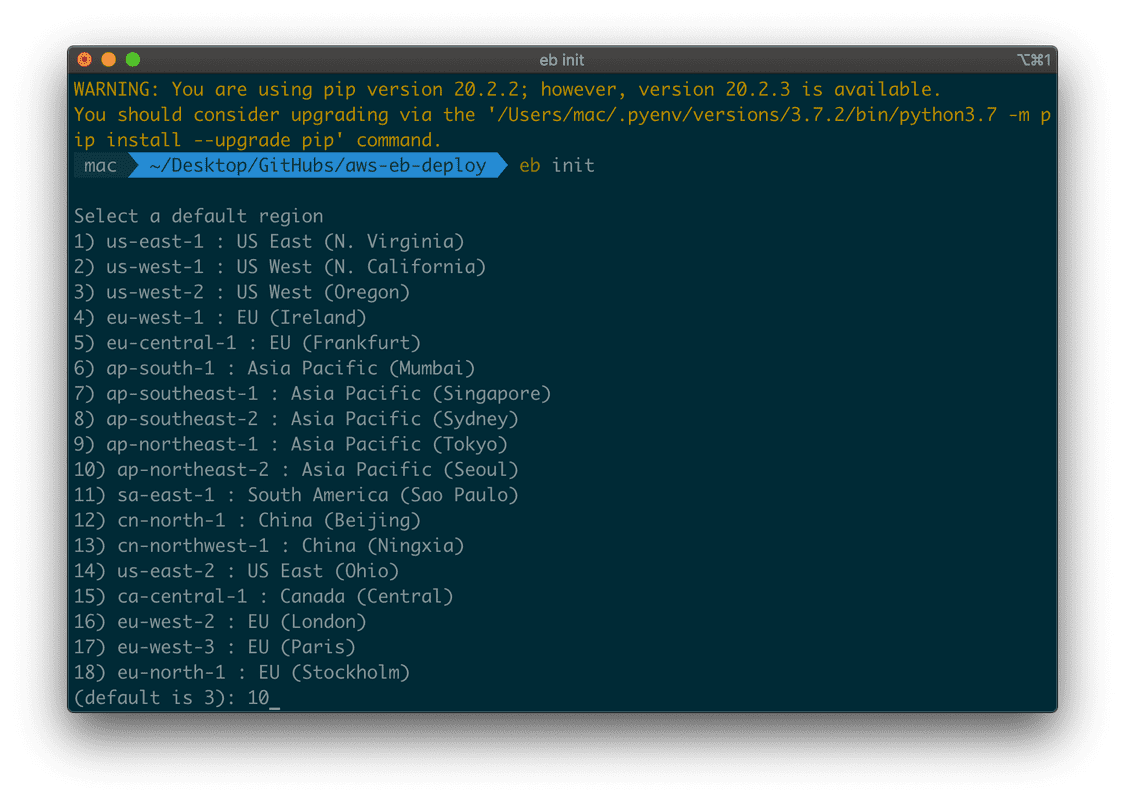 eb init
⌥⌘1
WARNING: You are using pip version 20.2.2; however, version 20.2.3 is available.
You should consider upgrading via the '/Users/mac/.pyenv/versions/3.7.2/bin/python3.7 -m p
ip install --upgrade pip' command.
mac ~/Desktop/GitHubs/aws-eb-deploy eb init
Select a default region
1) us-east-1 : US East (N. Virginia)
2) us-west-1 : US West (N. California)
3) us-west-2 : US West (Oregon)
4) eu-west-1 : EU (Ireland)
5) eu-central-1 : EU (Frankfurt)
6) ap-south-1 : Asia Pacific (Mumbai)
7) ap-southeast-1 : Asia Pacific (Singapore)
8) ap-southeast-2 : Asia Pacific (Sydney)
9) ap-northeast-1 : Asia Pacific (Tokyo)
10) ap-northeast-2 : Asia Pacific (Seoul)
11) sa-east-1 : South America (Sao Paulo)
12) cn-north-1 : China (Beijing)
13) cn-northwest-1 : China (Ningxia)
14) us-east-2 : US East (Ohio)
15) ca-central-1 : Canada (Central)
16) eu-west-2 : EU (London)
17) eu-west-3 : EU (Paris)
18) eu-north-1 : EU (Stockholm)
(default is 3): 10_